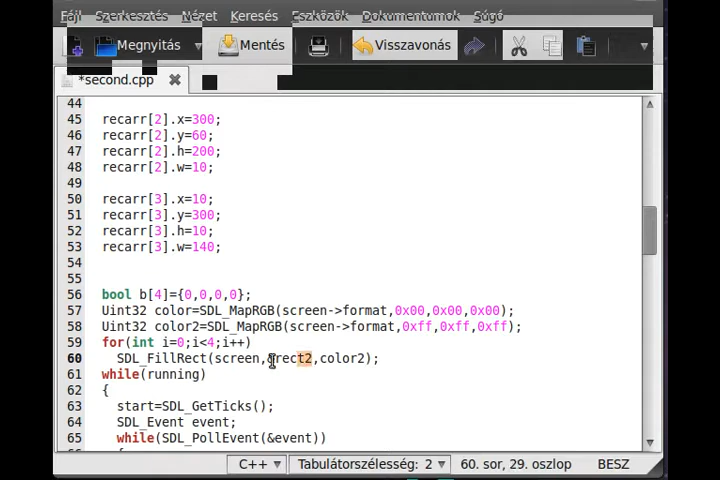 Fájl Szerkesztés Nézet Keresés Eszközök Dokumentumok Súgó
Megnyitás Mentés Visszavonás
*second.cpp
44
45 recarr[2].x=300;
46 recarr[2].y=60;
47 recarr[2].h=200;
48 recarr[2].w=10;
49
50 recarr[3].x=10;
51 recarr[3].y=300;
52 recarr[3].h=10;
53 recarr[3].w=140;
54
55
56 bool b[4]={0,0,0,0};
57 Uint32 color=SDL_MapRGB(screen->format,0x00,0x00,0x00);
58 Uint32 color2=SDL_MapRGB(screen->format,0xff,0xff,0xff);
59 for(int i=0;i<4;i++)
60 SDL_FillRect(screen,&rect2,color2);
61 while(running)
62 {
63 start=SDL_GetTicks();
64 SDL_Event event;
65 while(SDL_PollEvent(&event))
C++ Tabulátorszélesség: 2 60. sor, 29. oszlop BESZ